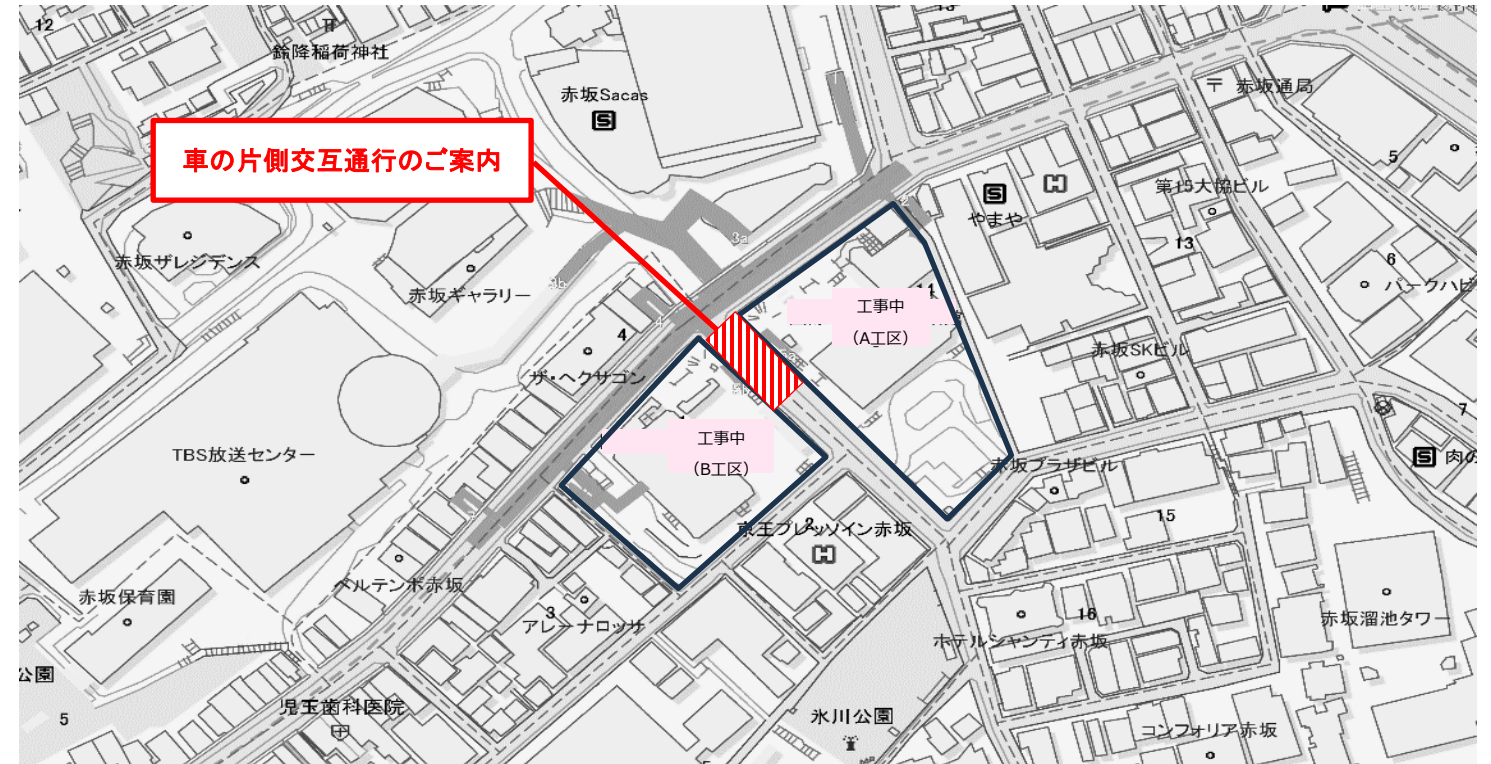 12
鈴降稲荷神社
赤坂Sacas
S
〒 赤坂通局
車の片側交互通行のご案内
5
第15大協ビル
S
やまや
2
3a
13
赤坂ザレジデンス
赤坂ギャラリー
3b
6
パークハビ
14
工事中
(A工区)
4
4
赤坂SKビル
ザ・ヘクサゴン
5b
7
工事中
(B工区)
TBS放送センター
赤坂プラザビル
S 肉の
15
2
京王プレッソイン赤坂
ベルテンポ赤坂
赤坂保育園
3
アレーナロッサ
16
赤坂溜池タワー
ホテルシャンティ赤坂
公園
5
児玉歯科医院
氷川公園
コンフォリア赤坂